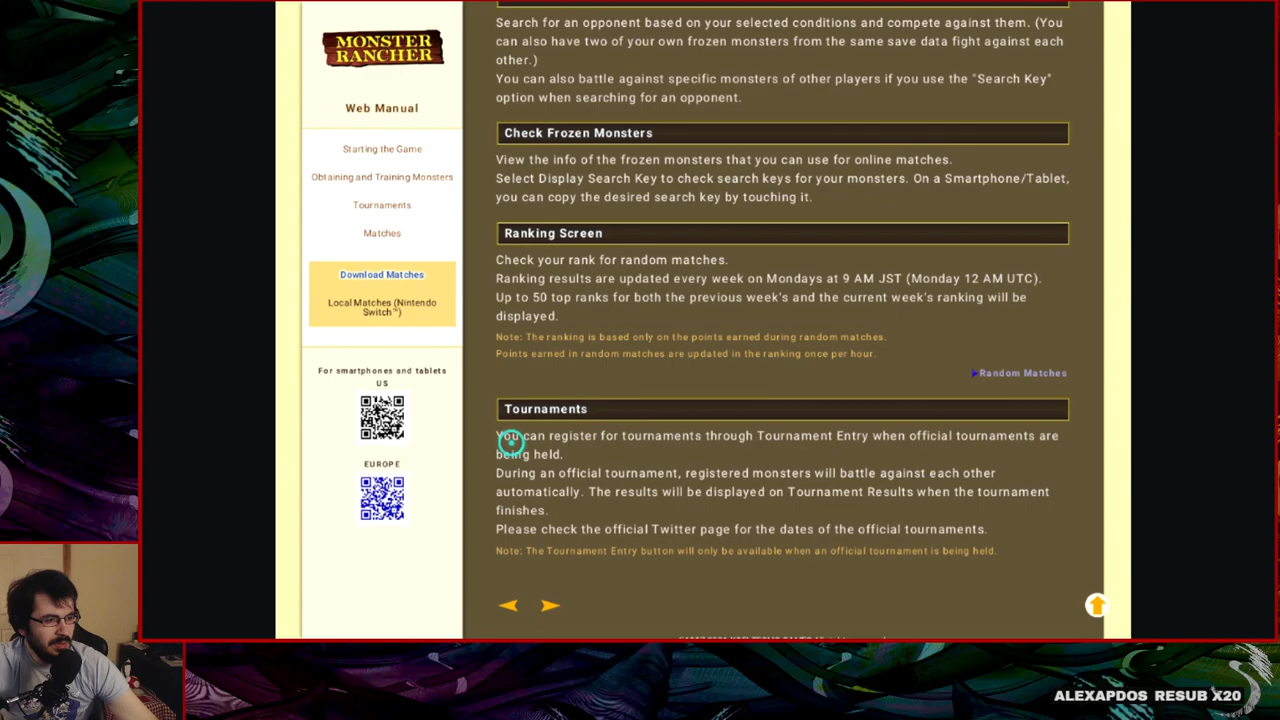 MONSTER
RANCHER
Web Manual
Starting the Game
Obtaining and Training Monsters
Tournaments
Matches
Download Matches
Local Matches (Nintendo
Switch™)
For smartphones and tablets
US
EUROPE
Search for an opponent based on your selected conditions and compete against them. (You
can also have two of your own frozen monsters from the same save data fight against each
other.)
You can also battle against specific monsters of other players if you use the "Search Key"
option when searching for an opponent.
Check Frozen Monsters
View the info of the frozen monsters that you can use for online matches.
Select Display Search Key to check search keys for your monsters. On a Smartphone/Tablet,
you can copy the desired search key by touching it.
Ranking Screen
Check your rank for random matches.
Ranking results are updated every week on Mondays at 9 AM JST (Monday 12 AM UTC).
Up to 50 top ranks for both the previous week's and the current week's ranking will be
displayed.
Note: The ranking is based only on the points earned during random matches.
Points earned in random matches are updated in the ranking once per hour.
▶Random Matches
Tournaments
You can register for tournaments through Tournament Entry when official tournaments are
being held.
During an official tournament, registered monsters will battle against each other
automatically. The results will be displayed on Tournament Results when the tournament
finishes.
Please check the official Twitter page for the dates of the official tournaments.
Note: The Tournament Entry button will only be available when an official tournament is being held.
ALEXAPDOS RESUB X20